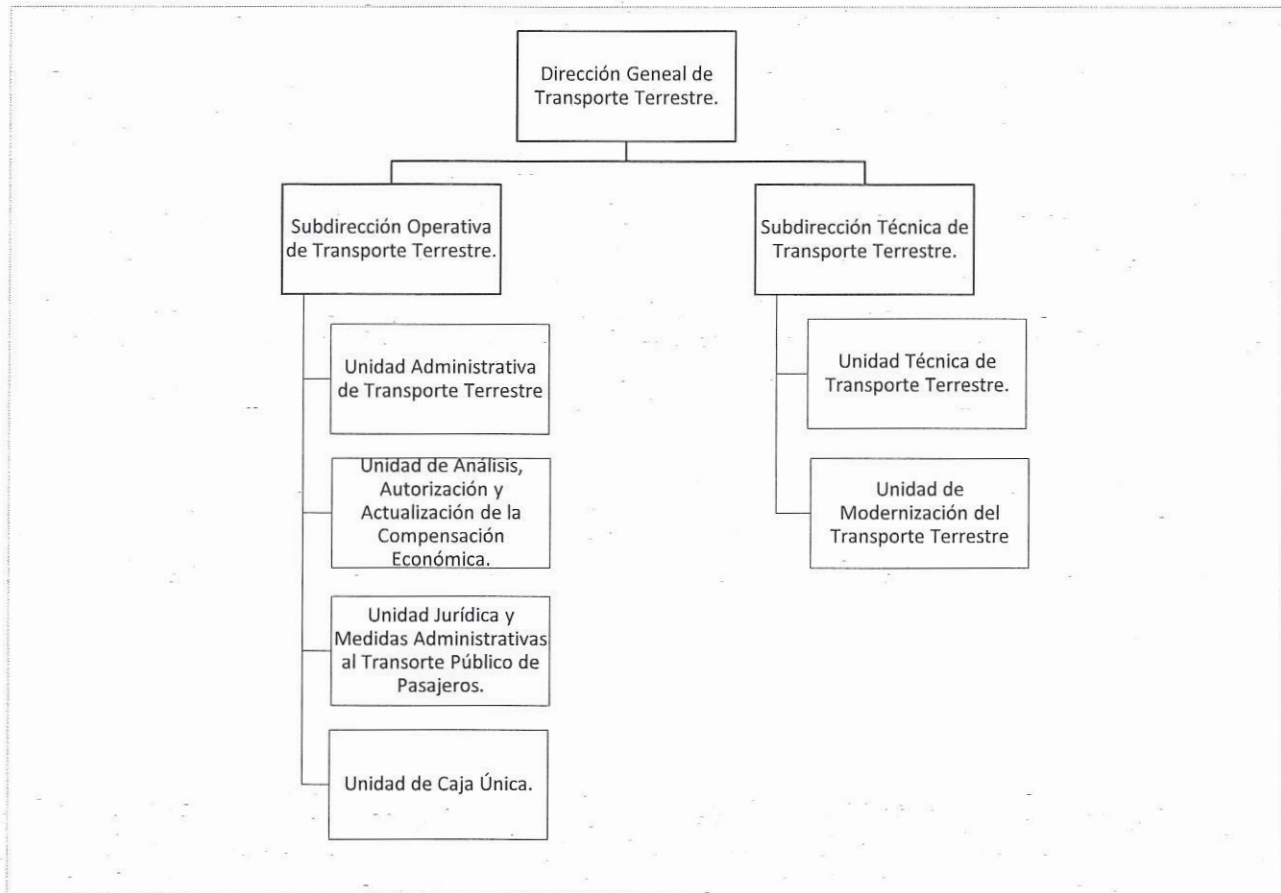 Dirección Geneal de
Transporte Terrestre.
Subdirección Operativa
de Transporte Terrestre.
Subdirección Técnica de
Transporte Terrestre.
Unidad Administrativa
de Transporte Terrestre
Unidad de Análisis,
Autorización y
Actualización de la
Compensación
Económica.
Unidad Jurídica y
Medidas Administrativas
al Transorte Público de
Pasajeros.
Unidad de Caja Única.
Unidad Técnica de
Transporte Terrestre.
Unidad de
Modernización del
Transporte Terrestre